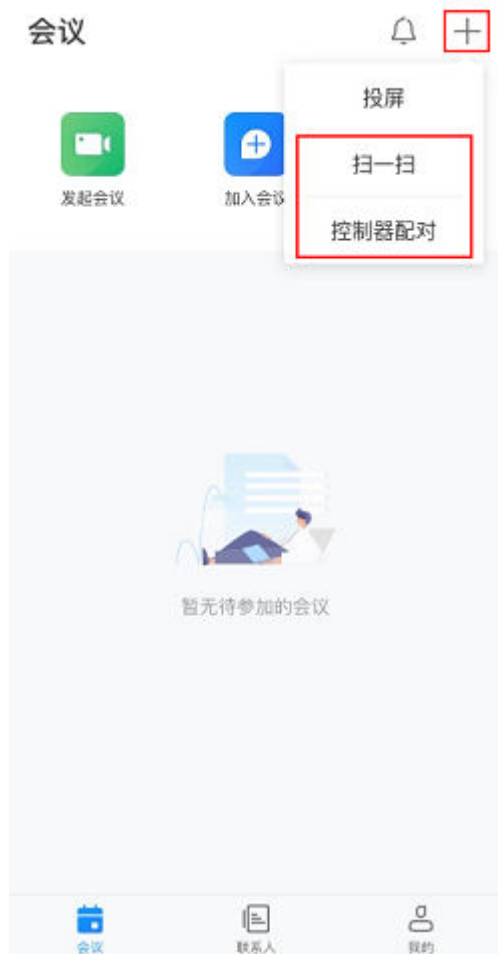 会议
投屏
扫一扫
控制器配对
发起会议
加入会议
暂无待参加的会议
会议
联系人
我的